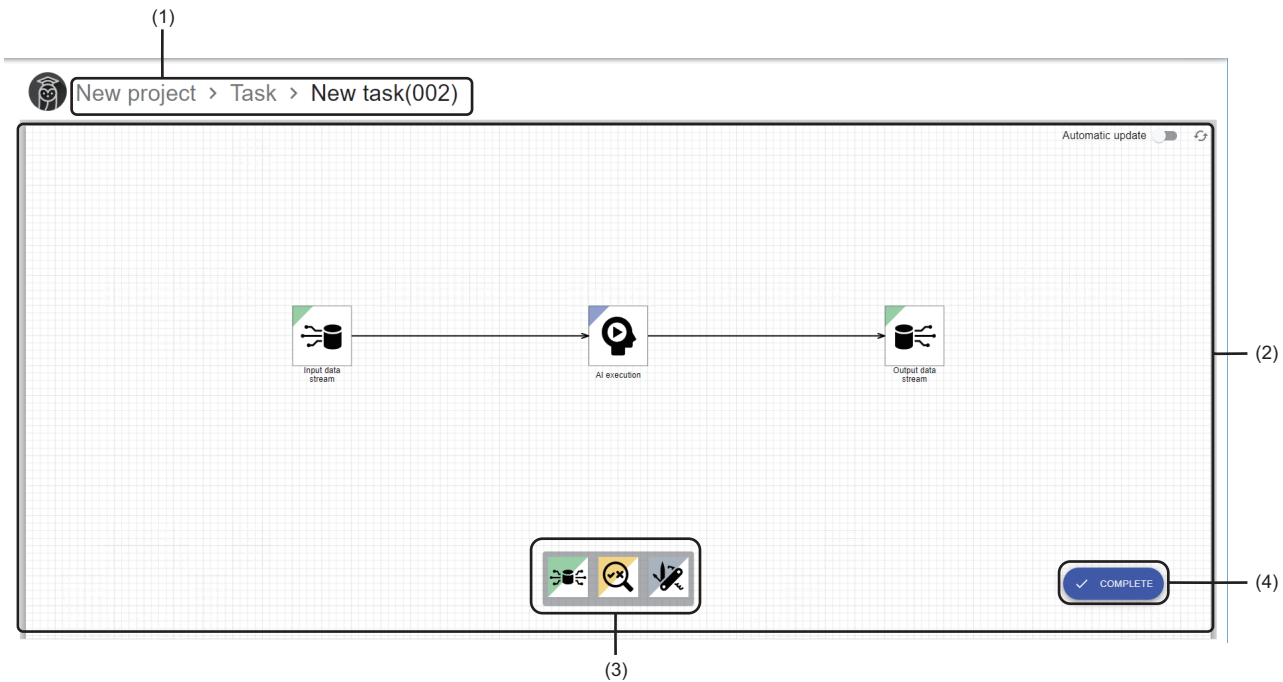 (1)
New project > Task > New task(002)
Automatic update
(2)
Input data
stream
AI execution
Output data
stream
COMPLETE
(4)
(3)